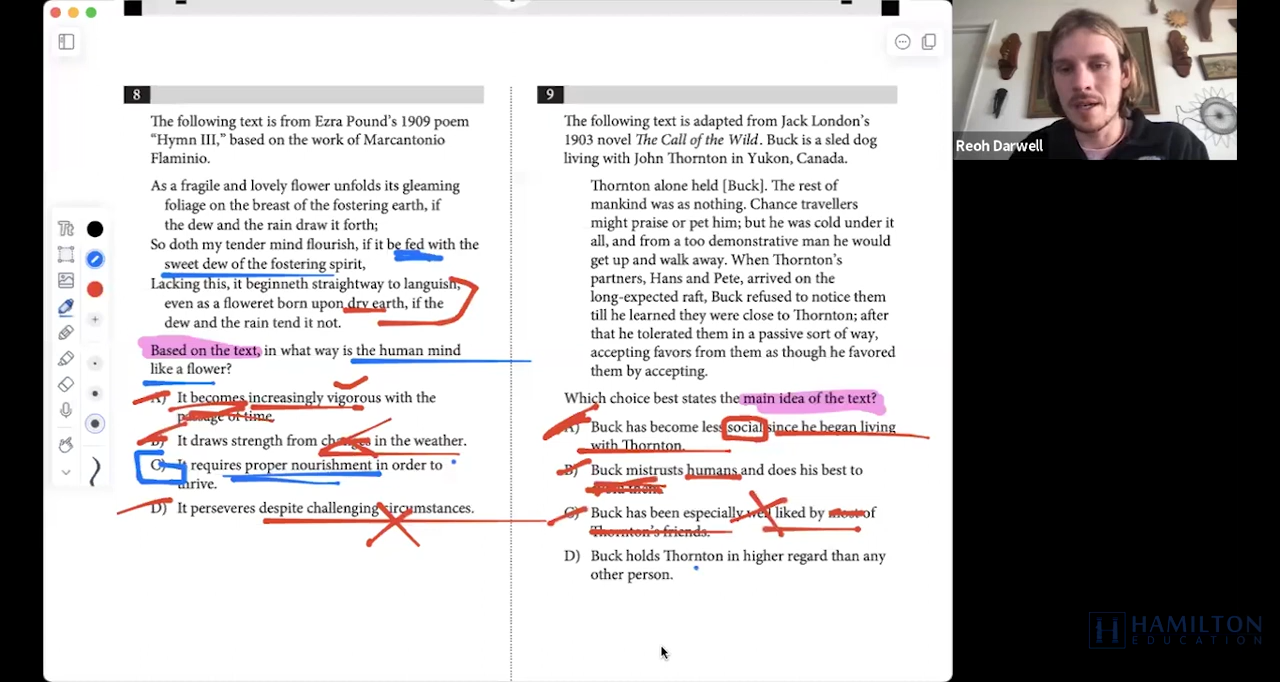 8
The following text is from Ezra Pound's 1909 poem
"Hymn III," based on the work of Marcantonio
Flaminio.
As a fragile and lovely flower unfolds its gleaming
foliage on the breast of the fostering earth, if
the dew and the rain draw it forth;
So doth my tender mind flourish, if it be fed with the
sweet dew of the fostering spirit,
Lacking this, it beginneth straightway to languish,
even as a floweret born upon dry earth, if the
dew and the rain tend it not.
Based on the text, in what way is the human mind
like a flower?
A) It becomes increasingly vigorous with the
passage of time.
B) It draws strength from changes in the weather.
C) It requires proper nourishment in order to
thrive.
D) It perseveres despite challenging circumstances.
9
The following text is adapted from Jack London's
1903 novel The Call of the Wild. Buck is a sled dog
living with John Thornton in Yukon, Canada.
Thornton alone held [Buck]. The rest of
mankind was as nothing. Chance travellers
might praise or pet him; but he was cold under it
all, and from a too demonstrative man he would
get up and walk away. When Thornton's
partners, Hans and Pete, arrived on the
long-expected raft, Buck refused to notice them
till he learned they were close to Thornton; after
that he tolerated them in a passive sort of way,
accepting favors from them as though he favored
them by accepting.
Which choice best states the main idea of the text?
A) Buck has become less social since he began living
with Thornton.
B) Buck mistrusts humans and does his best to
avoid them.
C) Buck has been especially well liked by most of
Thornton's friends.
D) Buck holds Thornton in higher regard than any
other person.
Reoh Darwell
HAMILTON
EDUCATION